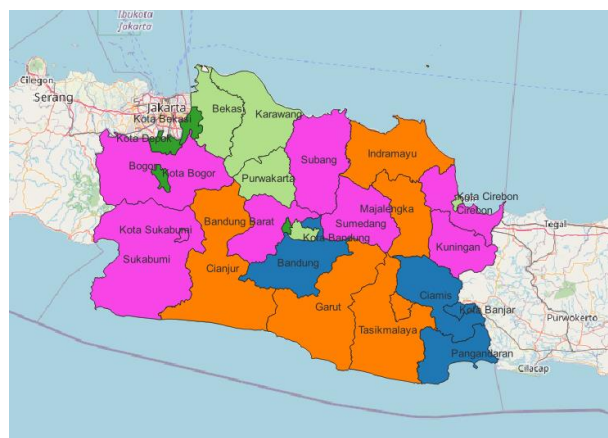 Ibukota
Jakarta
Cilegon
Serang
Jakarta
Kota Bekasi
Bekasi
Karawang
Kota Depok
Bogor
Kota Bogor
Purwakarta
Subang
Indramayu
Kota Cirebon
Cirebon
Tegal
Kota Sukabumi
Bandung Barat
Majalengka
Sumedang
Kota Bandung
Kuningan
Sukabumi
Cianjur
Bandung
Ciamis
Garut
Kota Banjar
Purwokerto
Tasikmalaya
Pangandaran
Cilacap